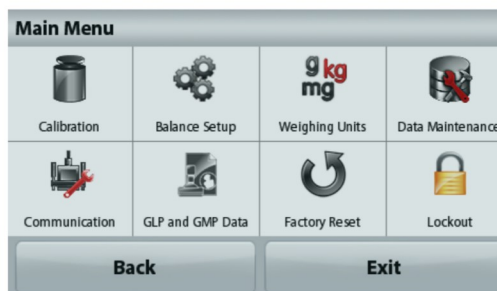 Main Menu
g kg
mg
Calibration Balance Setup Weighing Units Data Maintenance
Communication GLP and GMP Data Factory Reset Lockout
Back Exit